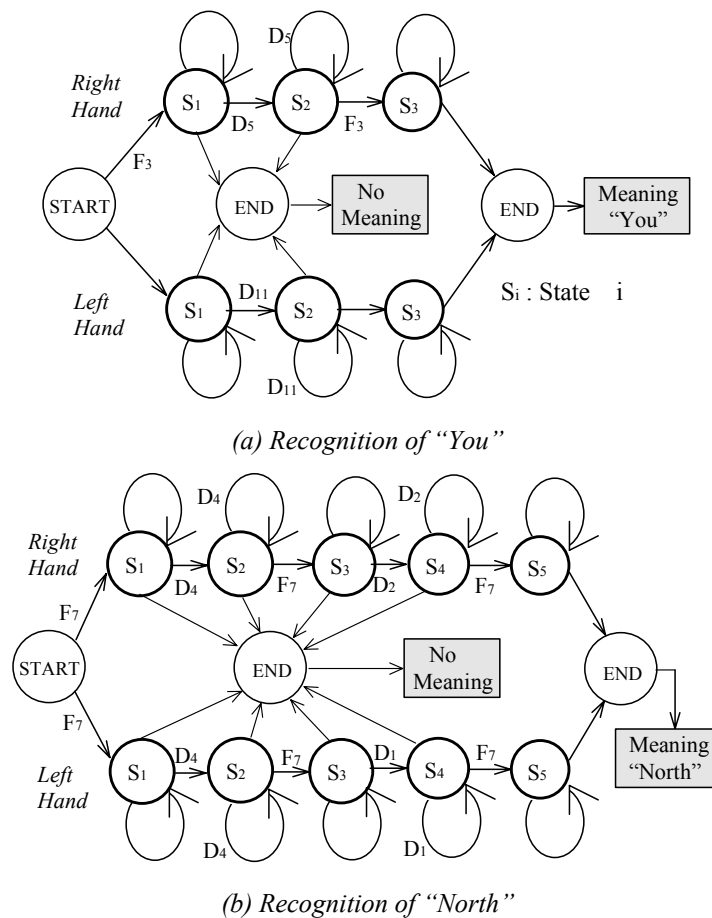 D5
Right
Hand
S1
S2
S3
D5
F3
F3
START
END
No
Meaning
END
Meaning
“You”
Left
Hand
S1
D11
S2
S3
Si : State i
D11
(a) Recognition of “You”
D4
D2
Right
Hand
S1
S2
S3
S4
S5
D4
F7
D2
F7
F7
START
END
No
Meaning
END
F7
Meaning
“North”
Left
Hand
S1
D4
S2
F7
S3
D1
S4
F7
S5
D4
D1
(b) Recognition of “North”